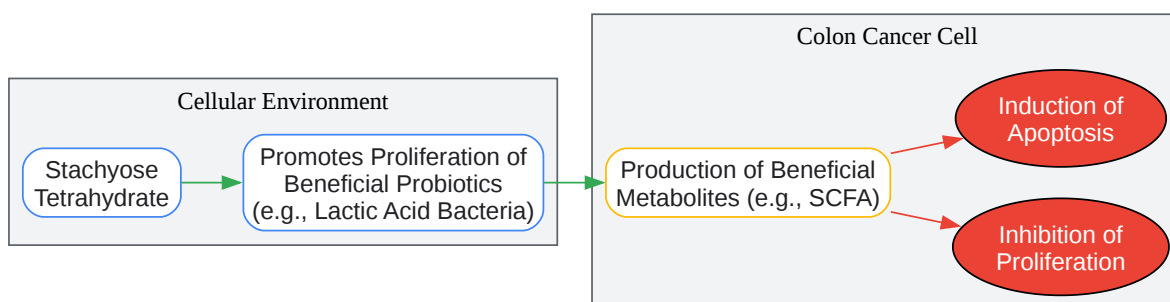 Cellular Environment
Stachyose
Tetrahydrate
Promotes Proliferation of
Beneficial Probiotics
(e.g., Lactic Acid Bacteria)
Colon Cancer Cell
Production of Beneficial
Metabolites (e.g., SCFA)
Induction of
Apoptosis
Inhibition of
Proliferation